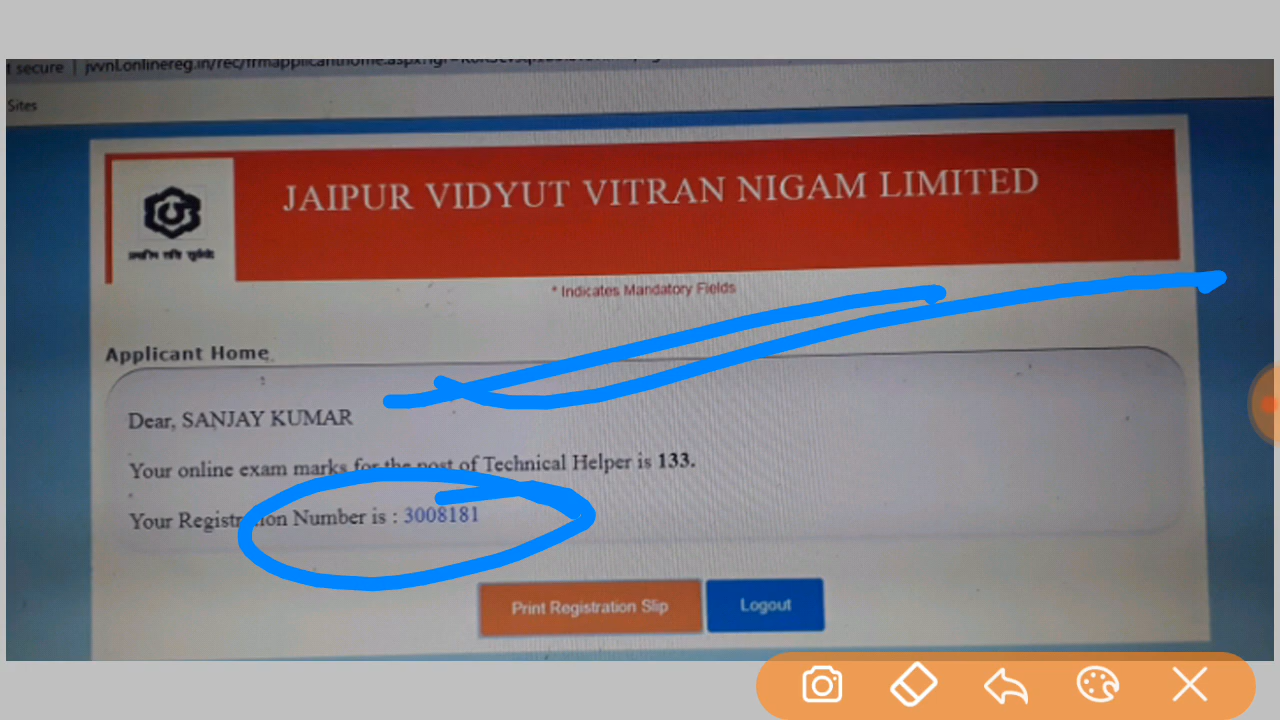 t secure | jvvnl.onlinereg.in/rec/frmapplicanthome.aspx?
Sites
JAIPUR VIDYUT VITRAN NIGAM LIMITED
* Indicates Mandatory Fields
Applicant Home
Dear, SANJAY KUMAR
Your online exam marks for the post of Technical Helper is 133.
Your Registration Number is : 3008181
Print Registration Slip
Logout